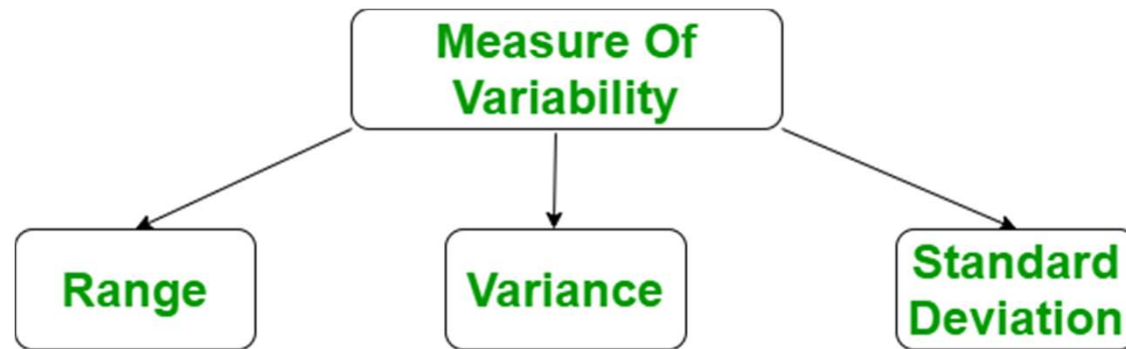 Measure Of
Variability
Range
Variance
Standard
Deviation